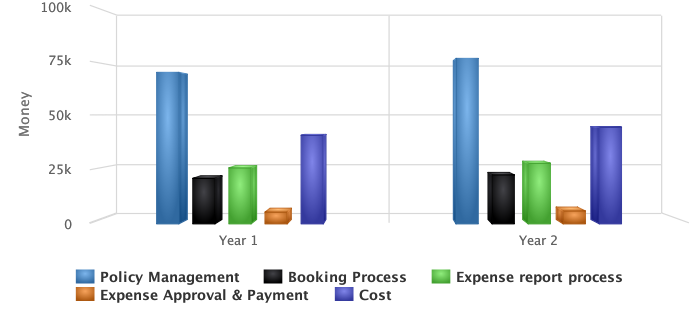 100k
75k
50k
25k
0
Money
Year 1 Year 2
Policy Management Booking Process Expense report process
Expense Approval & Payment Cost